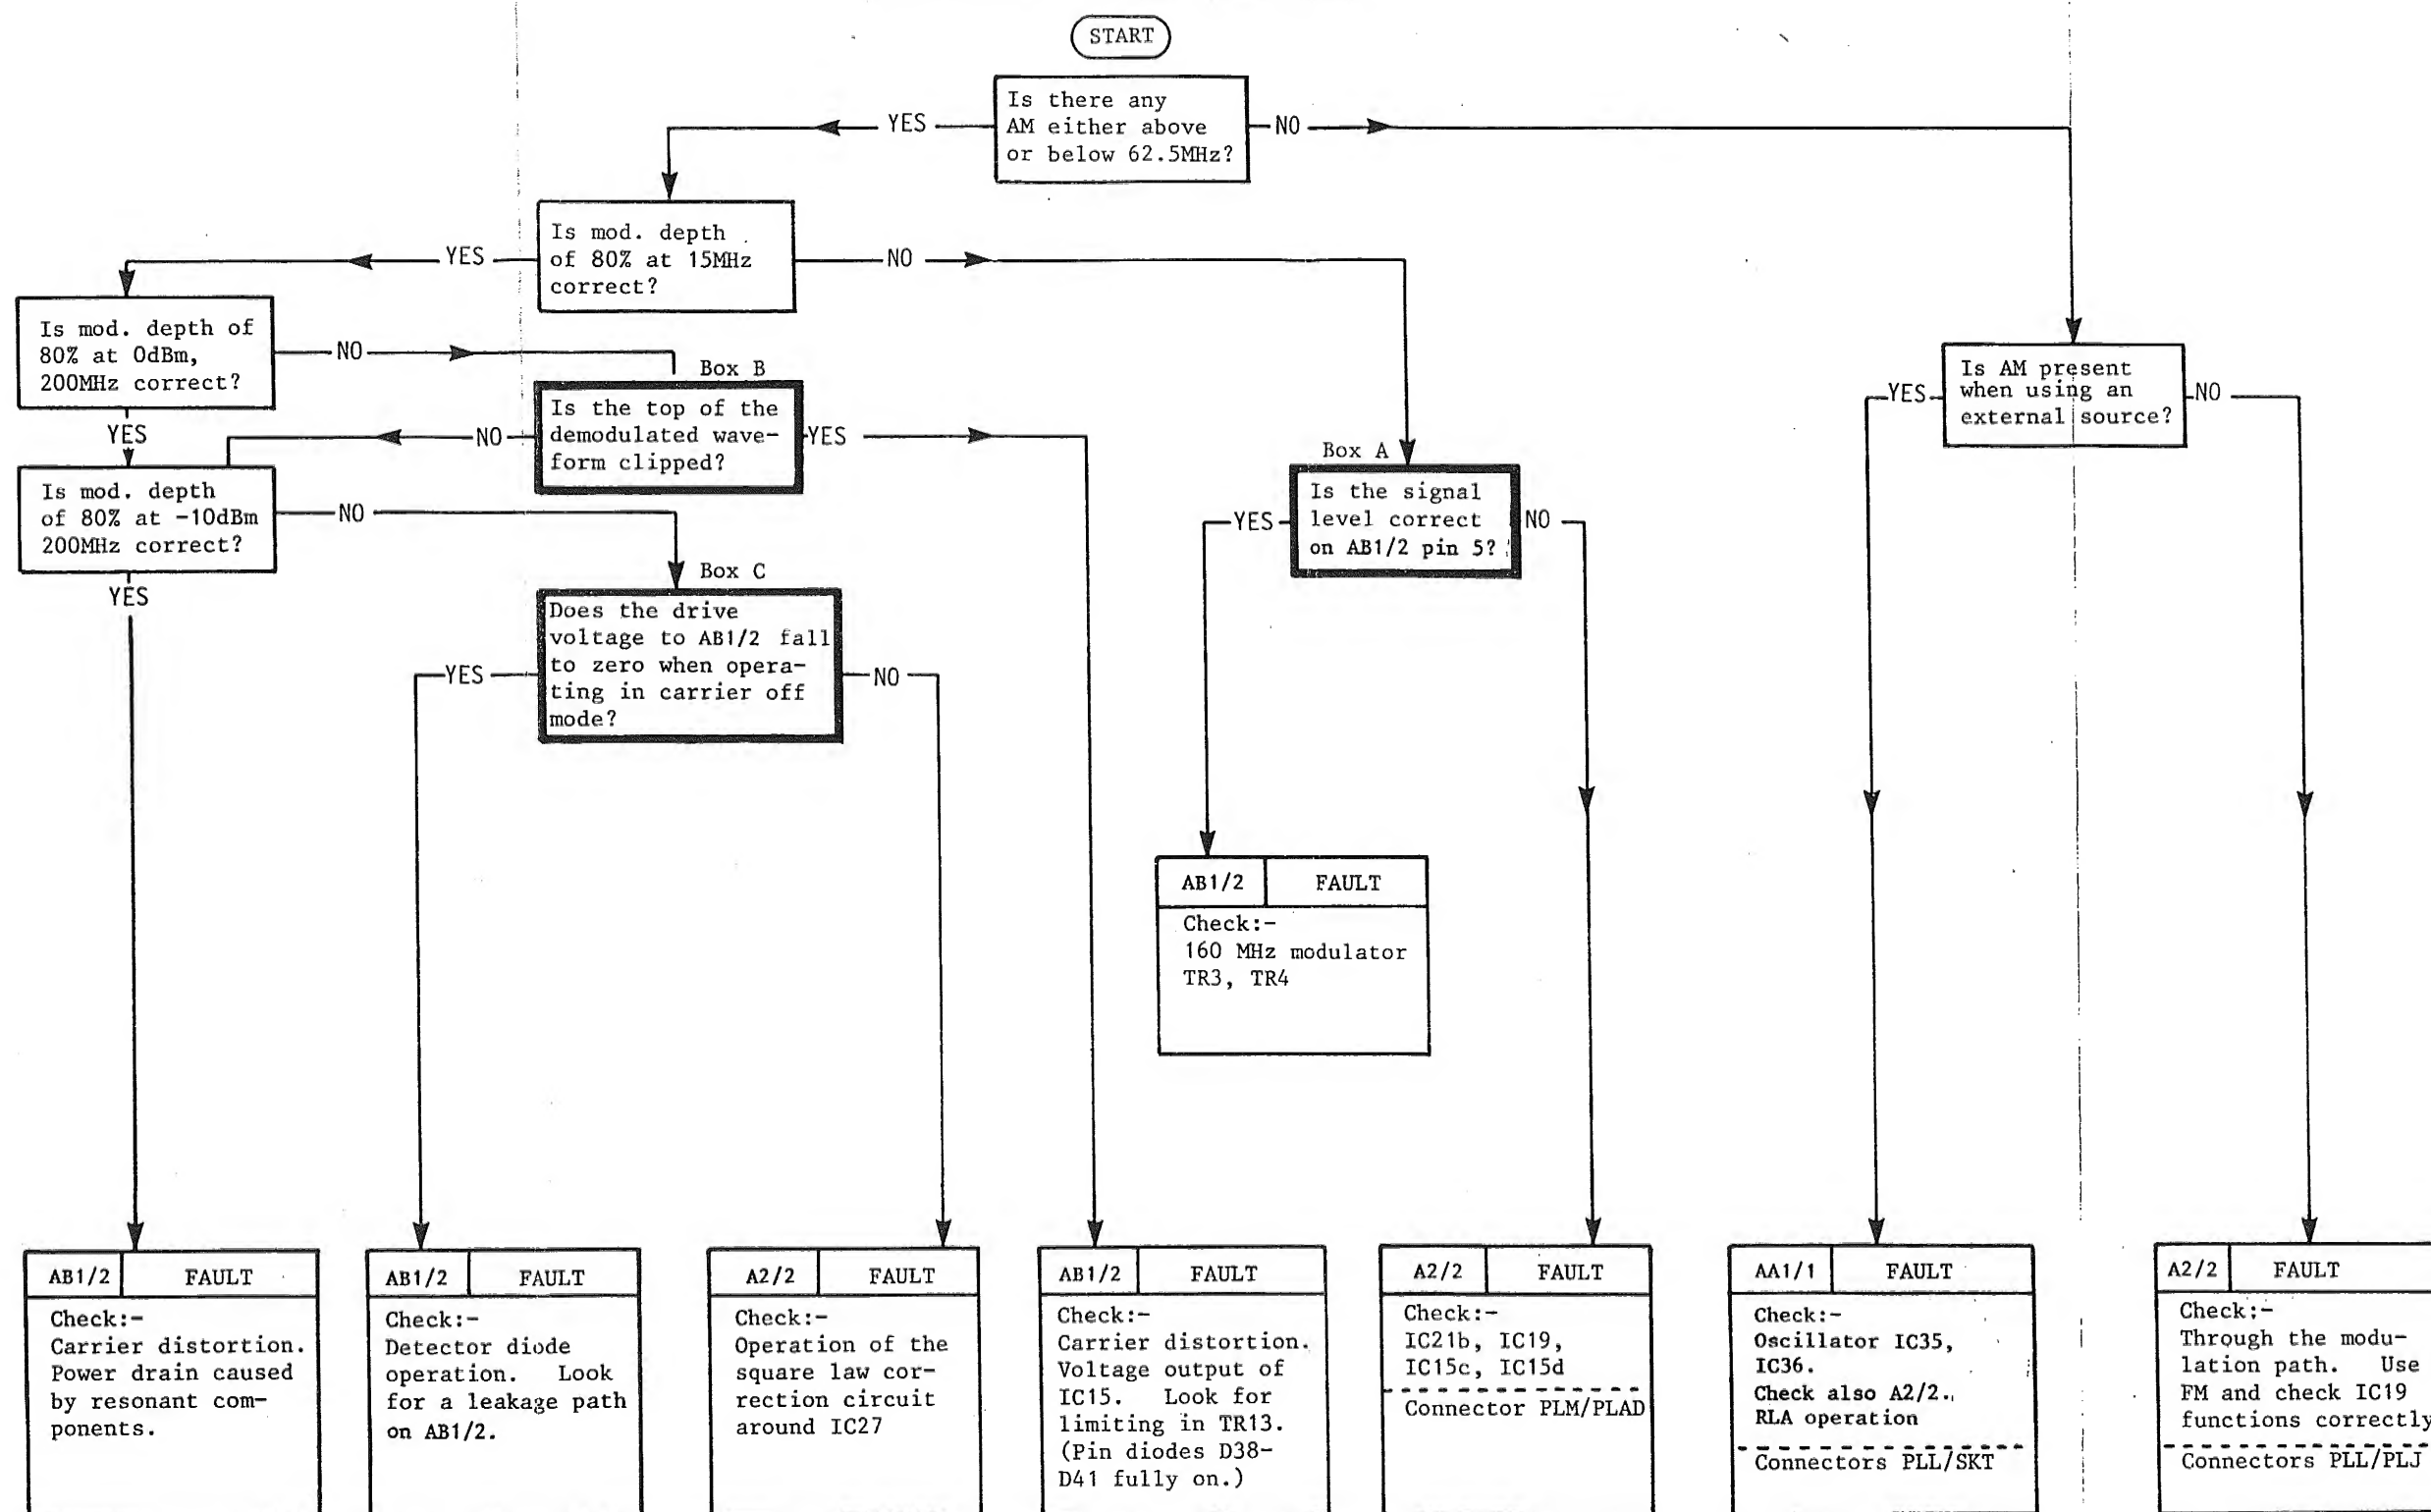 START
Is there any
AM either above
or below 62.5MHz?
YES
NO
Is mod. depth
of 80% at 15MHz
correct?
YES
NO
Is mod. depth of
80% at 0dBm,
200MHz correct?
NO
YES
Box B
Is the top of the
demodulated wave-
form clipped?
NO
YES
Is AM present
when using an
external source?
YES
NO
Box A
Is the signal
level correct
on AB1/2 pin 5?
YES
NO
Is mod. depth
of 80% at -10dBm
200MHz correct?
NO
YES
Box C
Does the drive
voltage to AB1/2 fall
to zero when opera-
ting in carrier off
mode?
YES
NO
AB1/2 FAULT
Check:-
160 MHz modulator
TR3, TR4
AB1/2 FAULT
Check:-
Carrier distortion.
Power drain caused
by resonant com-
ponents.
AB1/2 FAULT
Check:-
Detector diode
operation. Look
for a leakage path
on AB1/2.
A2/2 FAULT
Check:-
Operation of the
square law cor-
rection circuit
around IC27
AB1/2 FAULT
Check:-
Carrier distortion.
Voltage output of
IC15. Look for
limiting in TR13.
(Pin diodes D38-
D41 fully on.)
A2/2 FAULT
Check:-
IC21b, IC19,
IC15c, IC15d
Connector PLM/PLAD
AA1/1 FAULT
Check:-
Oscillator IC35,
IC36.
Check also A2/2.
RLA operation
Connectors PLL/SKT
A2/2 FAULT
Check:-
Through the modu-
lation path. Use
FM and check IC19
functions correctly
Connectors PLL/PLJ